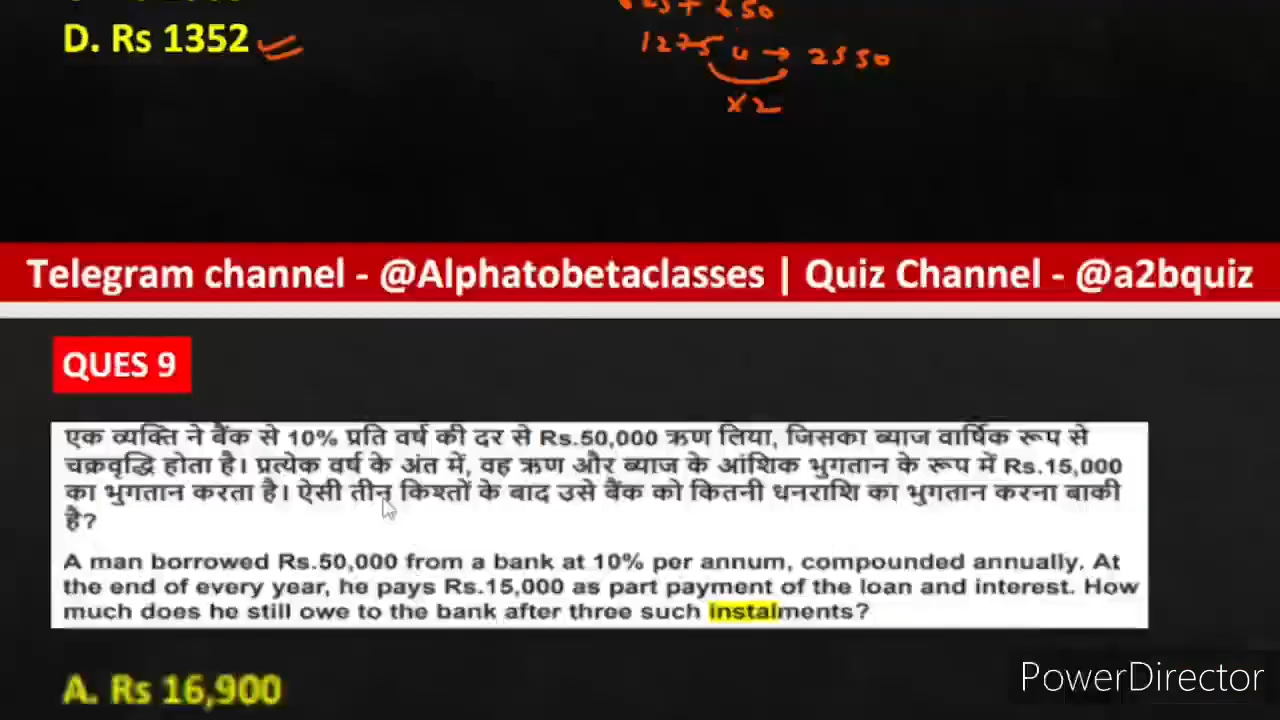 D. Rs 1352
1275 u → 2550
x2
Telegram channel - @Alphatobetaclasses | Quiz Channel - @a2bquiz
QUES 9
एक व्यक्ति ने बैंक से 10% प्रति वर्ष की दर से Rs.50,000 ऋण लिया, जिसका ब्याज वार्षिक रूप से
चक्रवृद्धि होता है। प्रत्येक वर्ष के अंत में, वह ऋण और ब्याज के आंशिक भुगतान के रूप में Rs.15,000
का भुगतान करता है। ऐसी तीन किश्तों के बाद उसे बैंक को कितनी धनराशि का भुगतान करना बाकी
है?
A man borrowed Rs.50,000 from a bank at 10% per annum, compounded annually. At
the end of every year, he pays Rs.15,000 as part payment of the loan and interest. How
much does he still owe to the bank after three such instalments?
A. Rs 16,900
PowerDirector